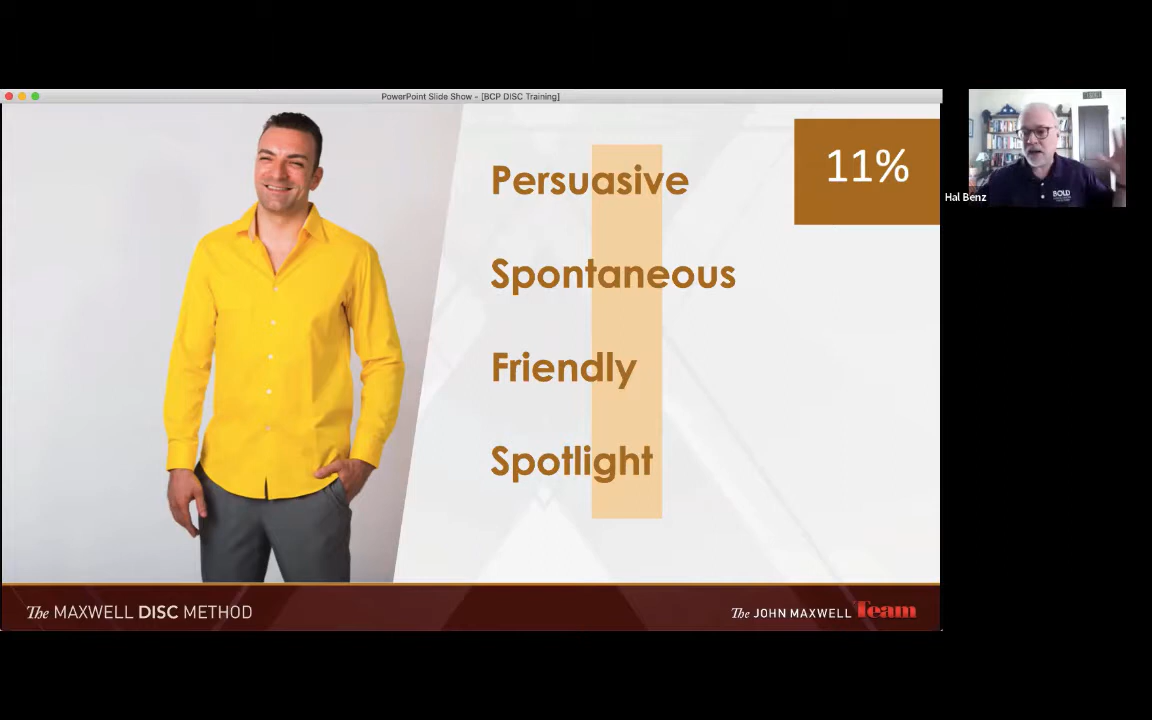 PowerPoint Slide Show - [BCP DISC Training]
Persuasive
11%
Spontaneous
Friendly
Spotlight
The MAXWELL DISC METHOD
The JOHN MAXWELL Team
Hal Benz
BOLD